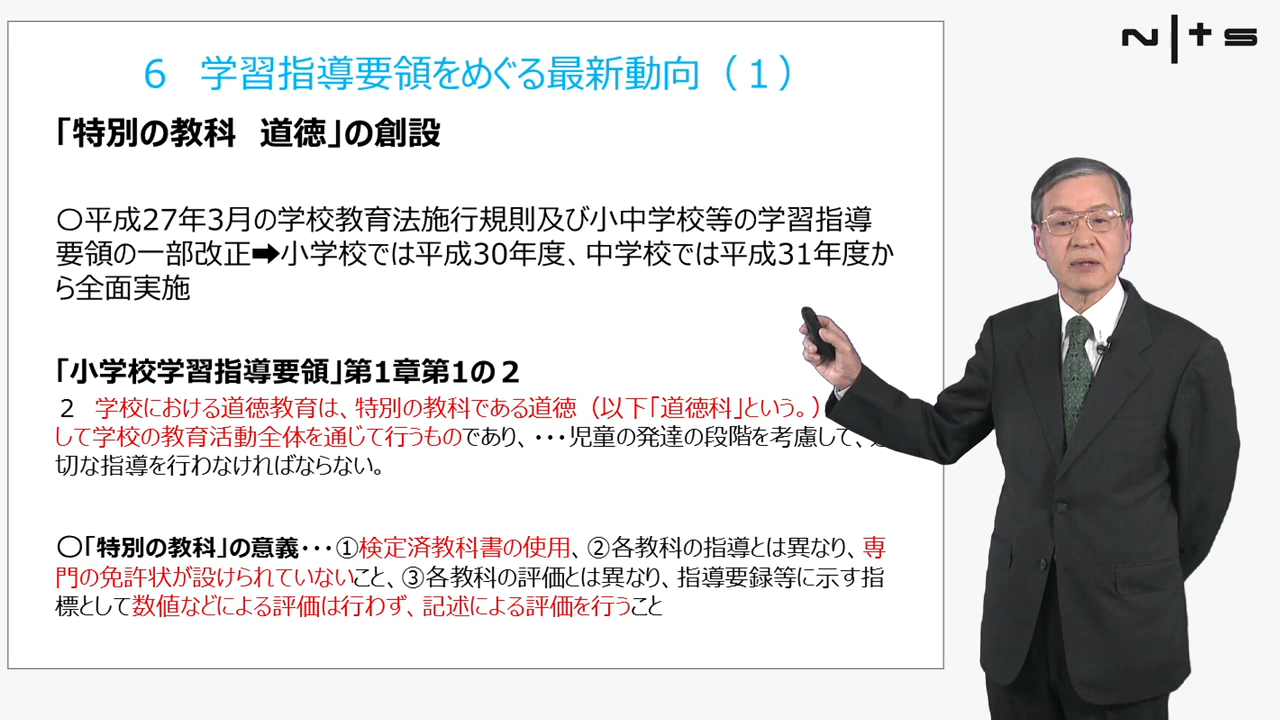 NITS
6 学習指導要領をめぐる最新動向（1）
「特別の教科 道徳」の創設
〇平成27年3月の学校教育法施行規則及び小中学校等の学習指導
要領の一部改正➡小学校では平成30年度、中学校では平成31年度か
ら全面実施
「小学校学習指導要領」第1章第1の２
２ 学校における道徳教育は、特別の教科である道徳（以下「道徳科」という。）
して学校の教育活動全体を通じて行うものであり、・・・児童の発達の段階を考慮して、
切な指導を行わなければならない。
〇「特別の教科」の意義・・・①検定済教科書の使用、②各教科の指導とは異なり、専
門の免許状が設けられていないこと、③各教科の評価とは異なり、指導要録等に示す指
標として数値などによる評価は行わず、記述による評価を行うこと